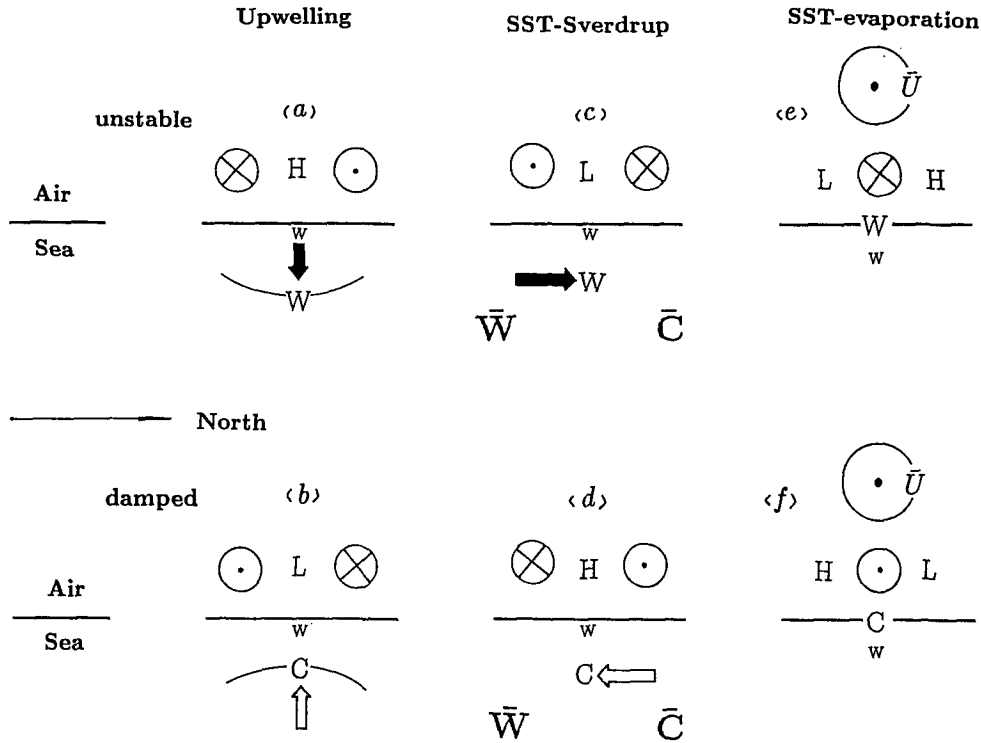 Upwelling SST-Sverdrup SST-evaporation
unstable ‹a› ‹c› ‹e› Ū
Air H L L H
Sea w w W
W W w
W̄ C̄
North
damped ‹b› ‹d› ‹f› Ū
Air L H H L
Sea w w C
C C w
W̄ C̄